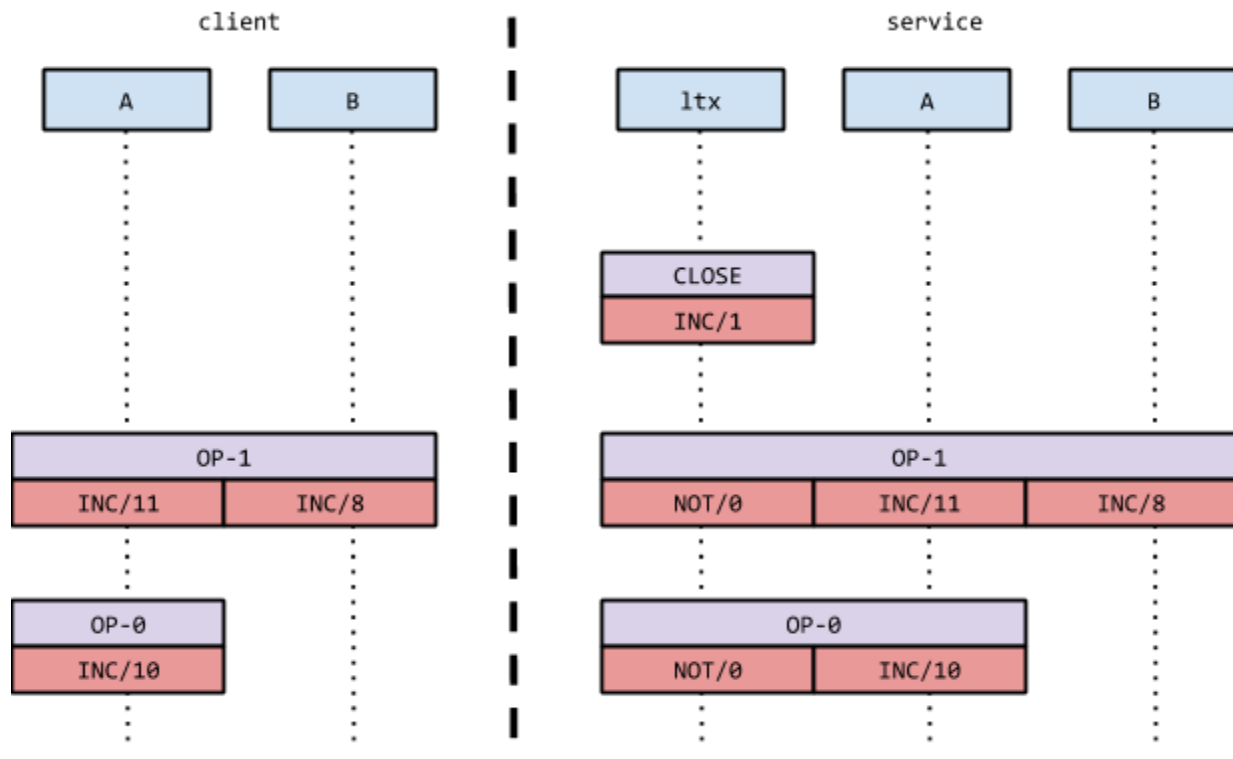 client service
A B ltx A B
CLOSE
INC/1
OP-1 OP-1
INC/11 INC/8 NOT/0 INC/11 INC/8
OP-0 OP-0
INC/10 NOT/0 INC/10